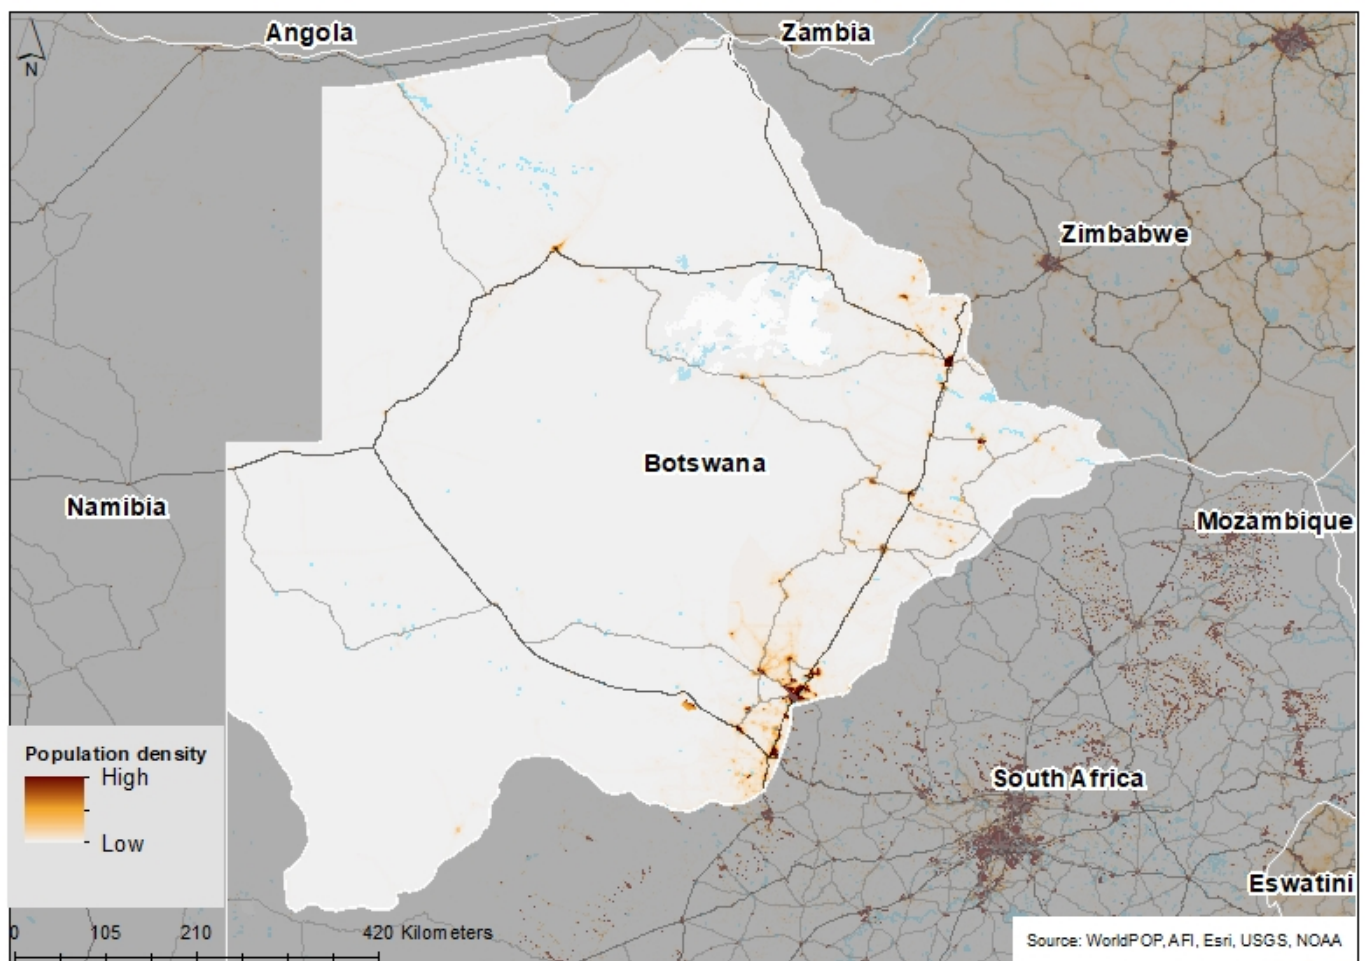 Angola
Zambia
N
Zimbabwe
Botswana
Namibia
Mozambique
Population density
High
Low
South Africa
Eswatini
0 105 210 420 Kilometers
Source: WorldPOP, AFI, Esri, USGS, NOAA